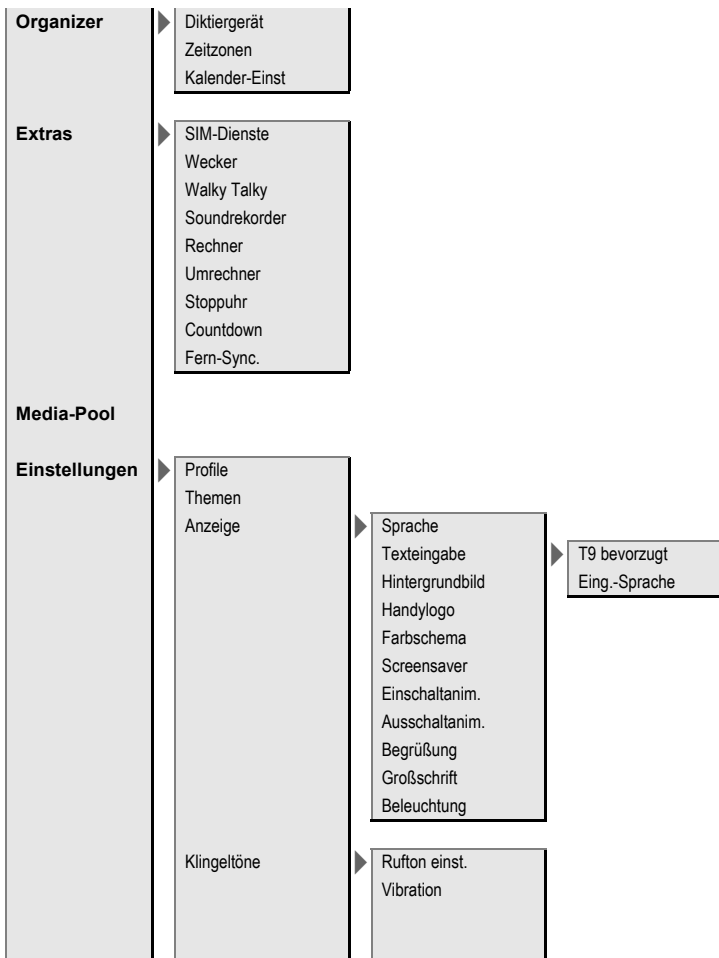 Organizer
Diktiergerät
Zeitzonen
Kalender-Einst
Extras
SIM-Dienste
Wecker
Walky Talky
Soundrekorder
Rechner
Umrechner
Stoppuhr
Countdown
Fern-Sync.
Media-Pool
Einstellungen
Profile
Themen
Anzeige
Sprache
Texteingabe
T9 bevorzugt
Eing.-Sprache
Hintergrundbild
Handylogo
Farbschema
Screensaver
Einschaltanim.
Ausschaltanim.
Begrüßung
Großschrift
Beleuchtung
Klingeltöne
Rufton einst.
Vibration